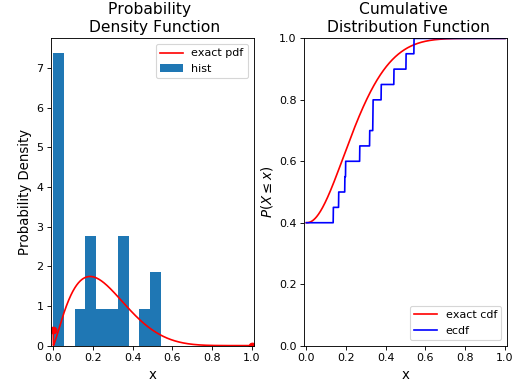 Probability
Density Function
Probability Density
7
6
5
4
3
2
1
0
0.0 0.2 0.4 0.6 0.8 1.0
x
exact pdf
hist
Cumulative
Distribution Function
P(X ≤ x)
1.0
0.8
0.6
0.4
0.2
0.0
0.0 0.2 0.4 0.6 0.8 1.0
x
exact cdf
ecdf